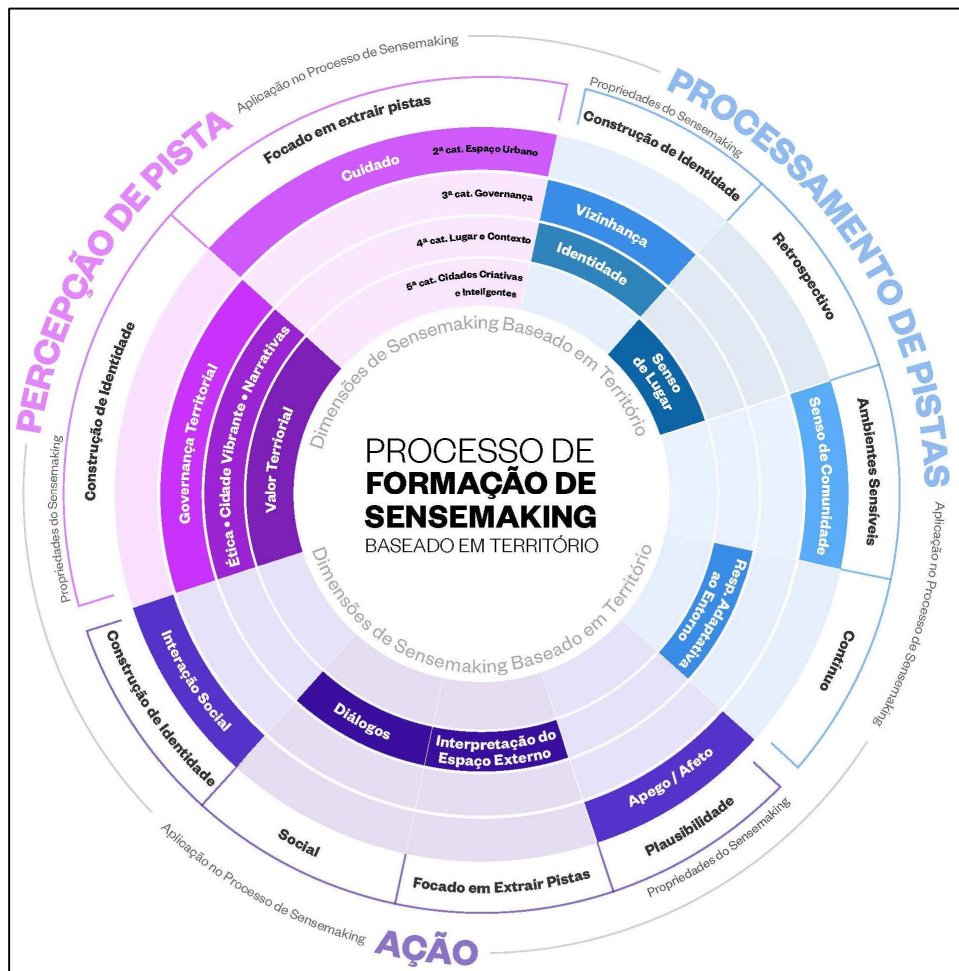 PERCEPÇÃO DE PISTA
Aplicação no Processo de Sensemaking
Propriedades do Sensemaking
Focado em extrair pistas
Construção de Identidade
Cuidado
2ª cat. Espaço Urbano
3ª cat. Governança
4ª cat. Lugar e Contexto
5ª cat. Cidades Criativas
e Inteligentes
Governança Territorial
Ética • Cidade Vibrante • Narrativas
Valor Terriorial
PROCESSAMENTO DE PISTAS
Propriedades do Sensemaking
Aplicação no Processo de Sensemaking
Construção de Identidade
Retrospectivo
Ambientes Sensíveis
Contínuo
Vizinhança
Identidade
Senso
de Lugar
Senso de Comunidade
Resp. Adaptativa
ao Entorno
Dimensões de Sensemaking Baseado em Território
PROCESSO DE
FORMAÇÃO DE
SENSEMAKING
BASEADO EM TERRITÓRIO
Dimensões de Sensemaking Baseado em Território
Interação Social
Diálogos
Interpretação do
Espaço Externo
Apego / Afeto
Construção de Identidade
Social
Focado em Extrair Pistas
Plausibilidade
Propriedades do Sensemaking
Aplicação no Processo de Sensemaking
AÇÃO